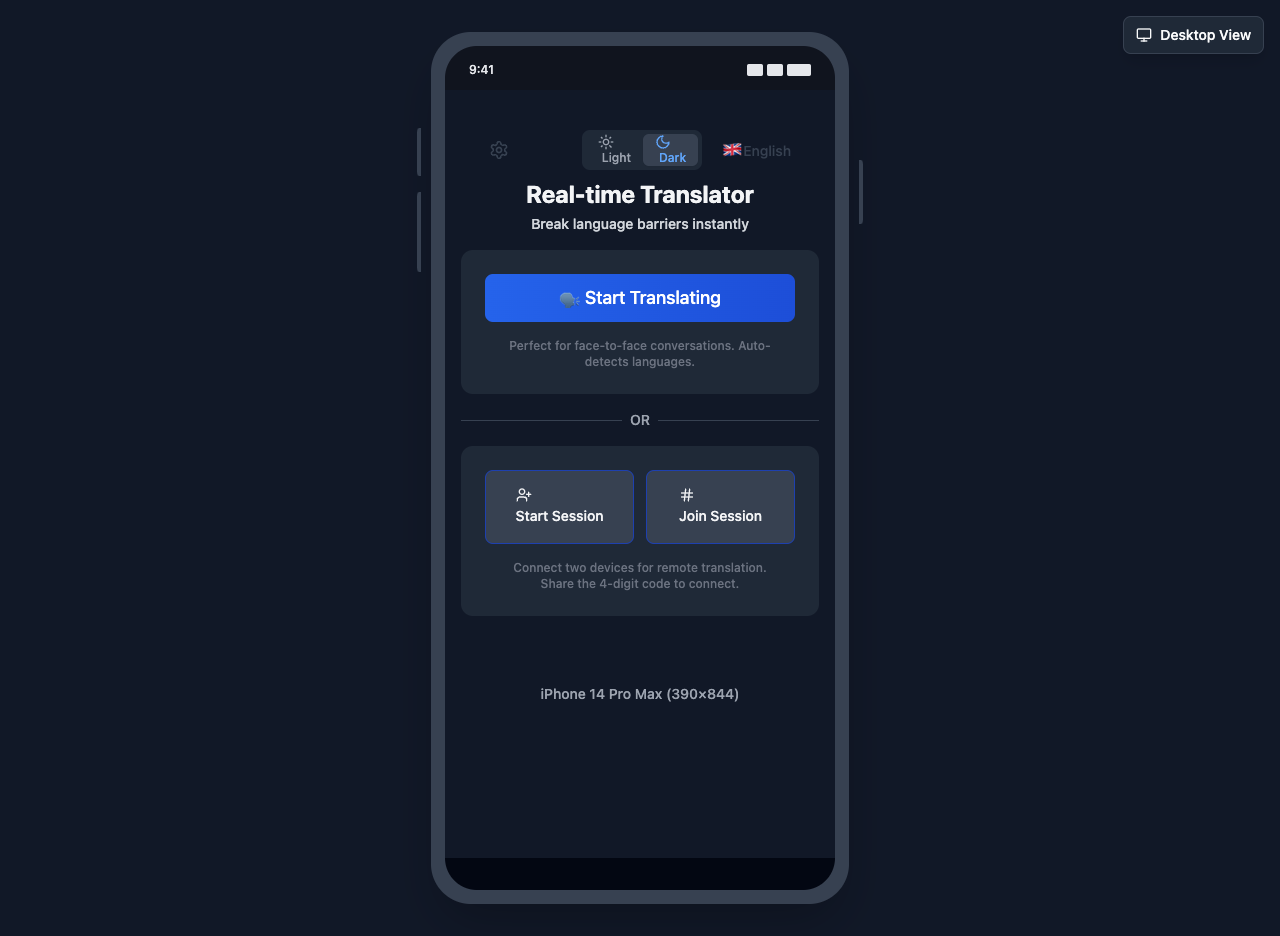 Desktop View
9:41
Light
Dark
English
Real-time Translator
Break language barriers instantly
Start Translating
Perfect for face-to-face conversations. Auto-
detects languages.
OR
Start Session
Join Session
Connect two devices for remote translation.
Share the 4-digit code to connect.
iPhone 14 Pro Max (390×844)